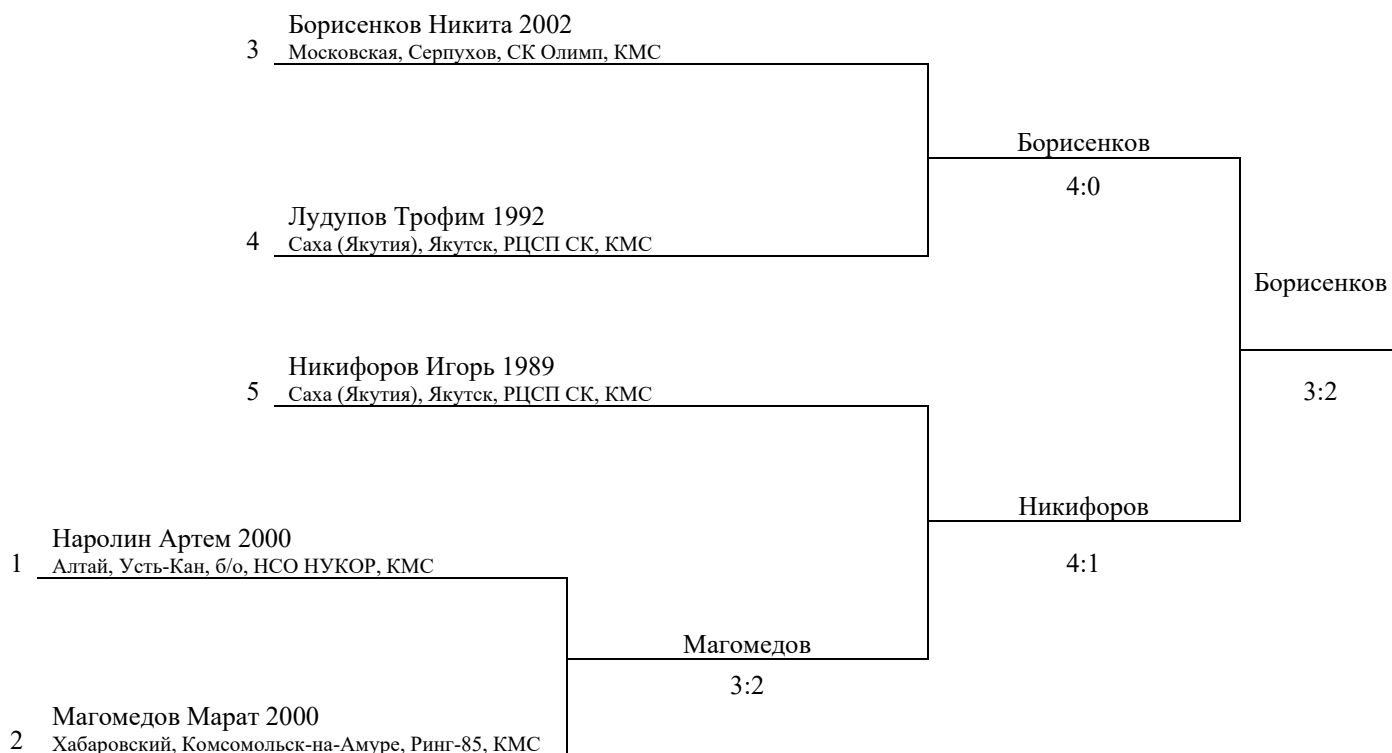 Борисенков Никита 2002
3 Московская, Серпухов, СК Олимп, КМС
Борисенков
4:0
Лудупов Трофим 1992
4 Саха (Якутия), Якутск, РЦСП СК, КМС
Борисенков
3:2
Никифоров Игорь 1989
5 Саха (Якутия), Якутск, РЦСП СК, КМС
Никифоров
4:1
Наролин Артем 2000
1 Алтай, Усть-Кан, б/о, НСО НУКОР, КМС
Магомедов
3:2
Магомедов Марат 2000
2 Хабаровский, Комсомольск-на-Амуре, Ринг-85, КМС